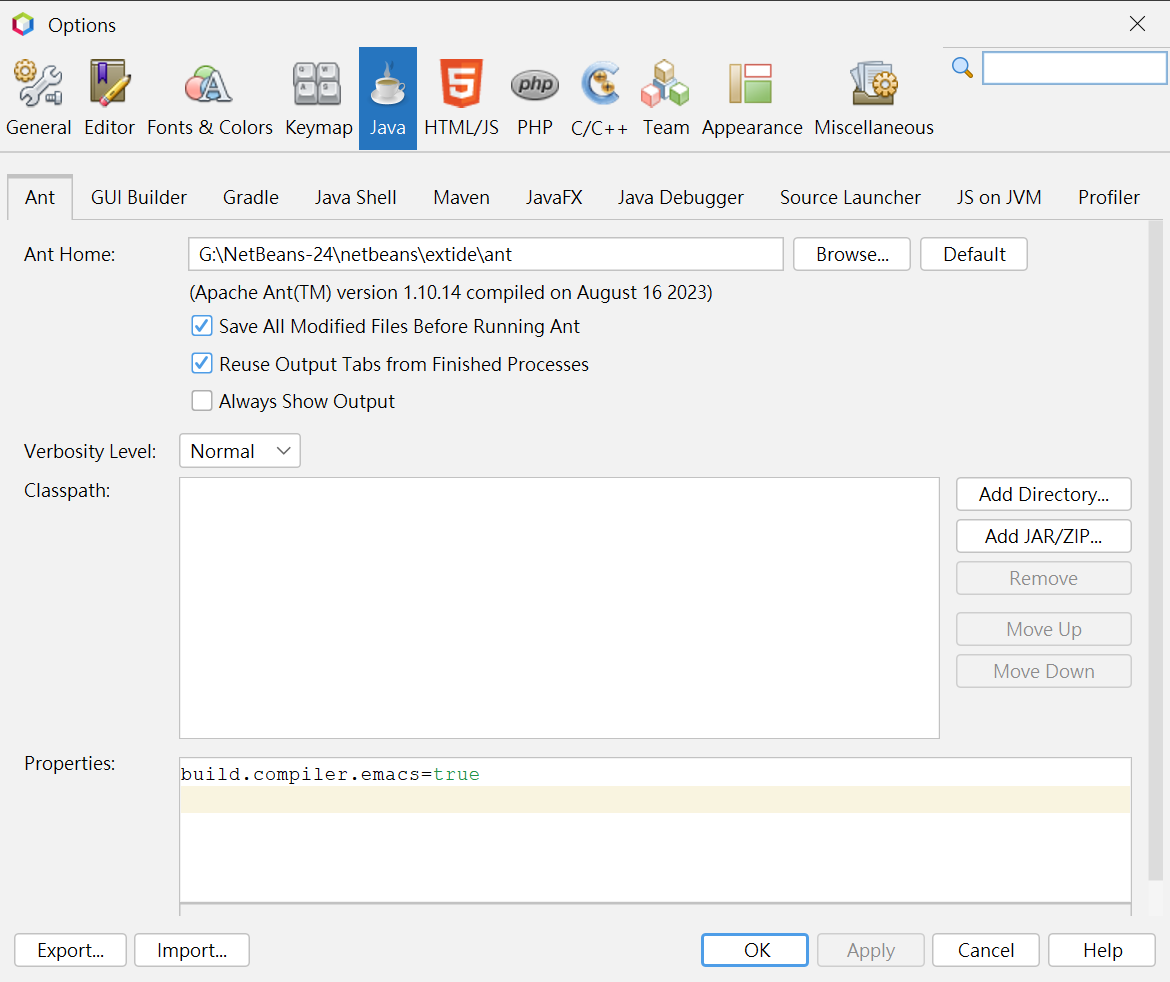 Options
General Editor Fonts & Colors Keymap Java HTML/JS PHP C/C++ Team Appearance Miscellaneous
Ant GUI Builder Gradle Java Shell Maven JavaFX Java Debugger Source Launcher JS on JVM Profiler
Ant Home: G:\NetBeans-24\netbeans\extide\ant Browse... Default
(Apache Ant(TM) version 1.10.14 compiled on August 16 2023)
Save All Modified Files Before Running Ant
Reuse Output Tabs from Finished Processes
Always Show Output
Verbosity Level: Normal
Classpath:
Add Directory...
Add JAR/ZIP...
Remove
Move Up
Move Down
Properties:
build.compiler.emacs=true
Export... Import... OK Apply Cancel Help